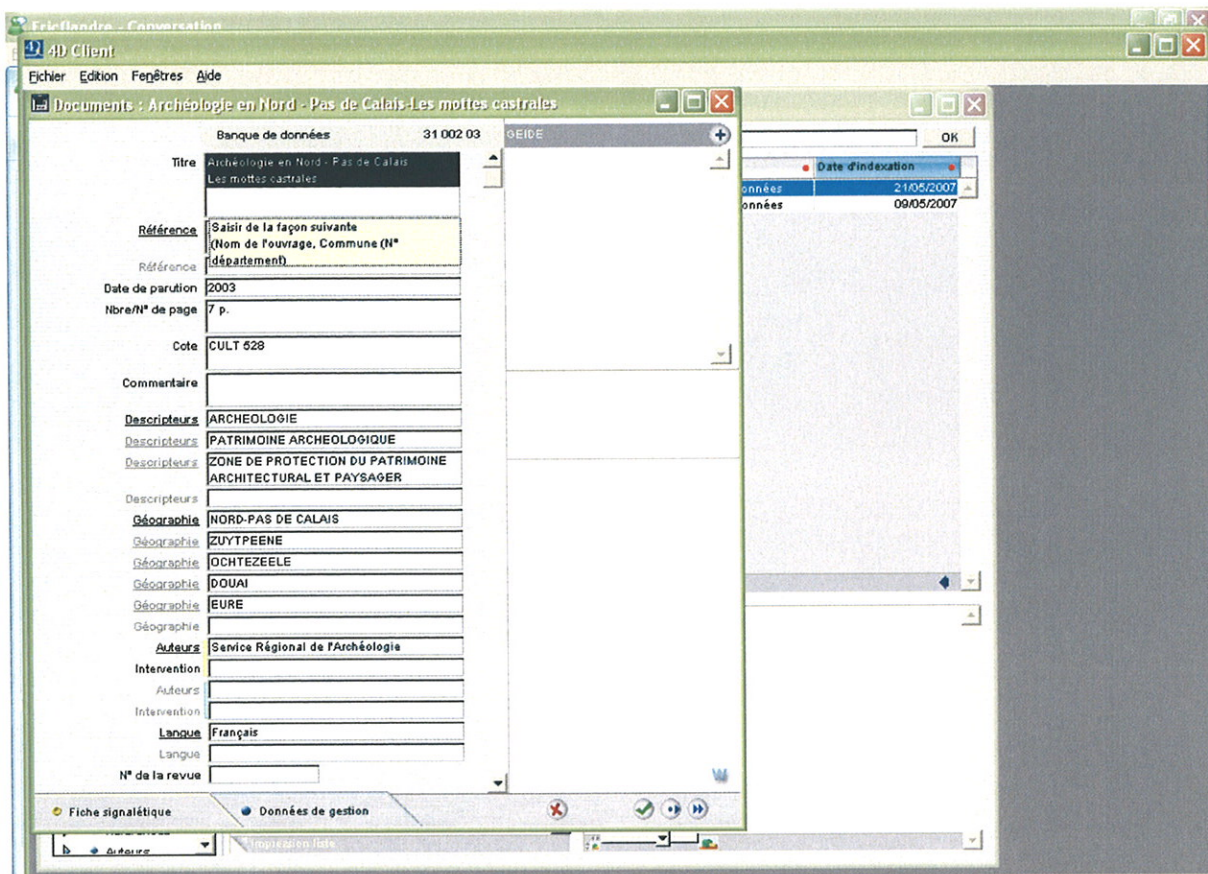 Ericflandre - Conversation
4D Client
Fichier Edition Fenêtres Aide
Documents : Archéologie en Nord - Pas de Calais-Les mottes castrales
Banque de données 31 002 03
GEIDE
OK
Date d'indexation
onnées 21/05/2007
onnées 09/05/2007
Titre Archéologie en Nord - Pas de Calais
Les mottes castrales
Référence Saisir de la façon suivante
(Nom de l'ouvrage, Commune (N°
département)
Référence
Date de parution 2003
Nbre/N° de page 7 p.
Cote CULT 528
Commentaire
Descripteurs ARCHEOLOGIE
Descripteurs PATRIMOINE ARCHEOLOGIQUE
Descripteurs ZONE DE PROTECTION DU PATRIMOINE
ARCHITECTURAL ET PAYSAGER
Descripteurs
Géographie NORD-PAS DE CALAIS
Géographie ZUYTPEENE
Géographie OCHTEZEELE
Géographie DOUAI
Géographie EURE
Géographie
Auteurs Service Régional de l'Archéologie
Intervention
Auteurs
Intervention
Langue Français
Langue
N° de la revue
Fiche signalétique Données de gestion
Auteurs
Impression liste